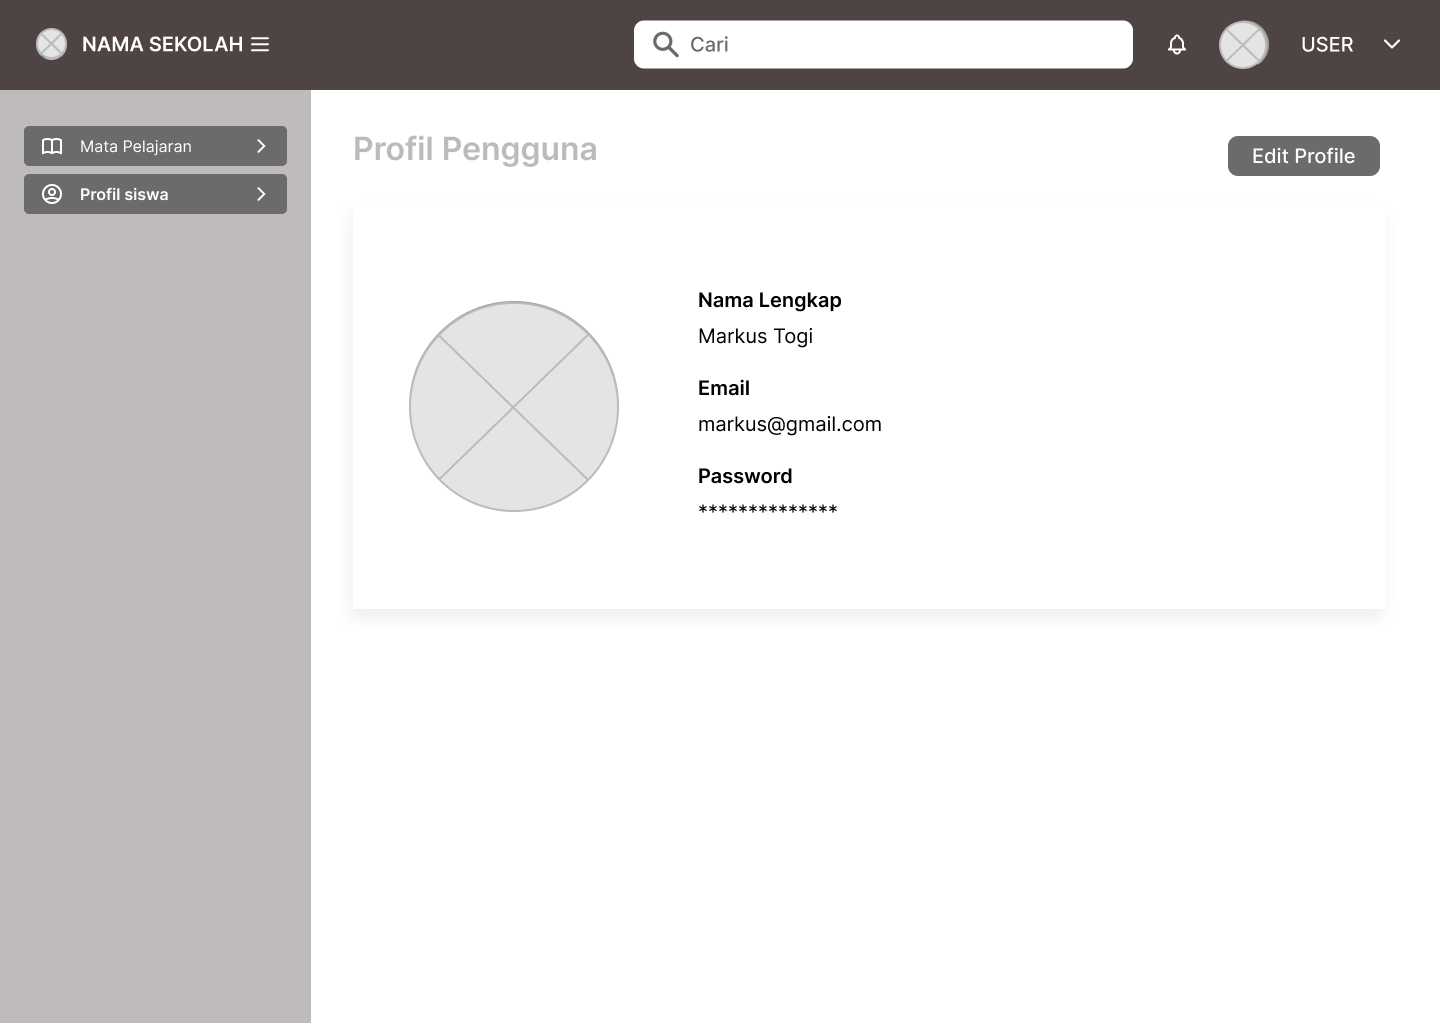 NAMA SEKOLAH
Cari
USER
Mata Pelajaran
Profil siswa
Profil Pengguna
Edit Profile
Nama Lengkap
Markus Togi
Email
markus@gmail.com
Password
**************